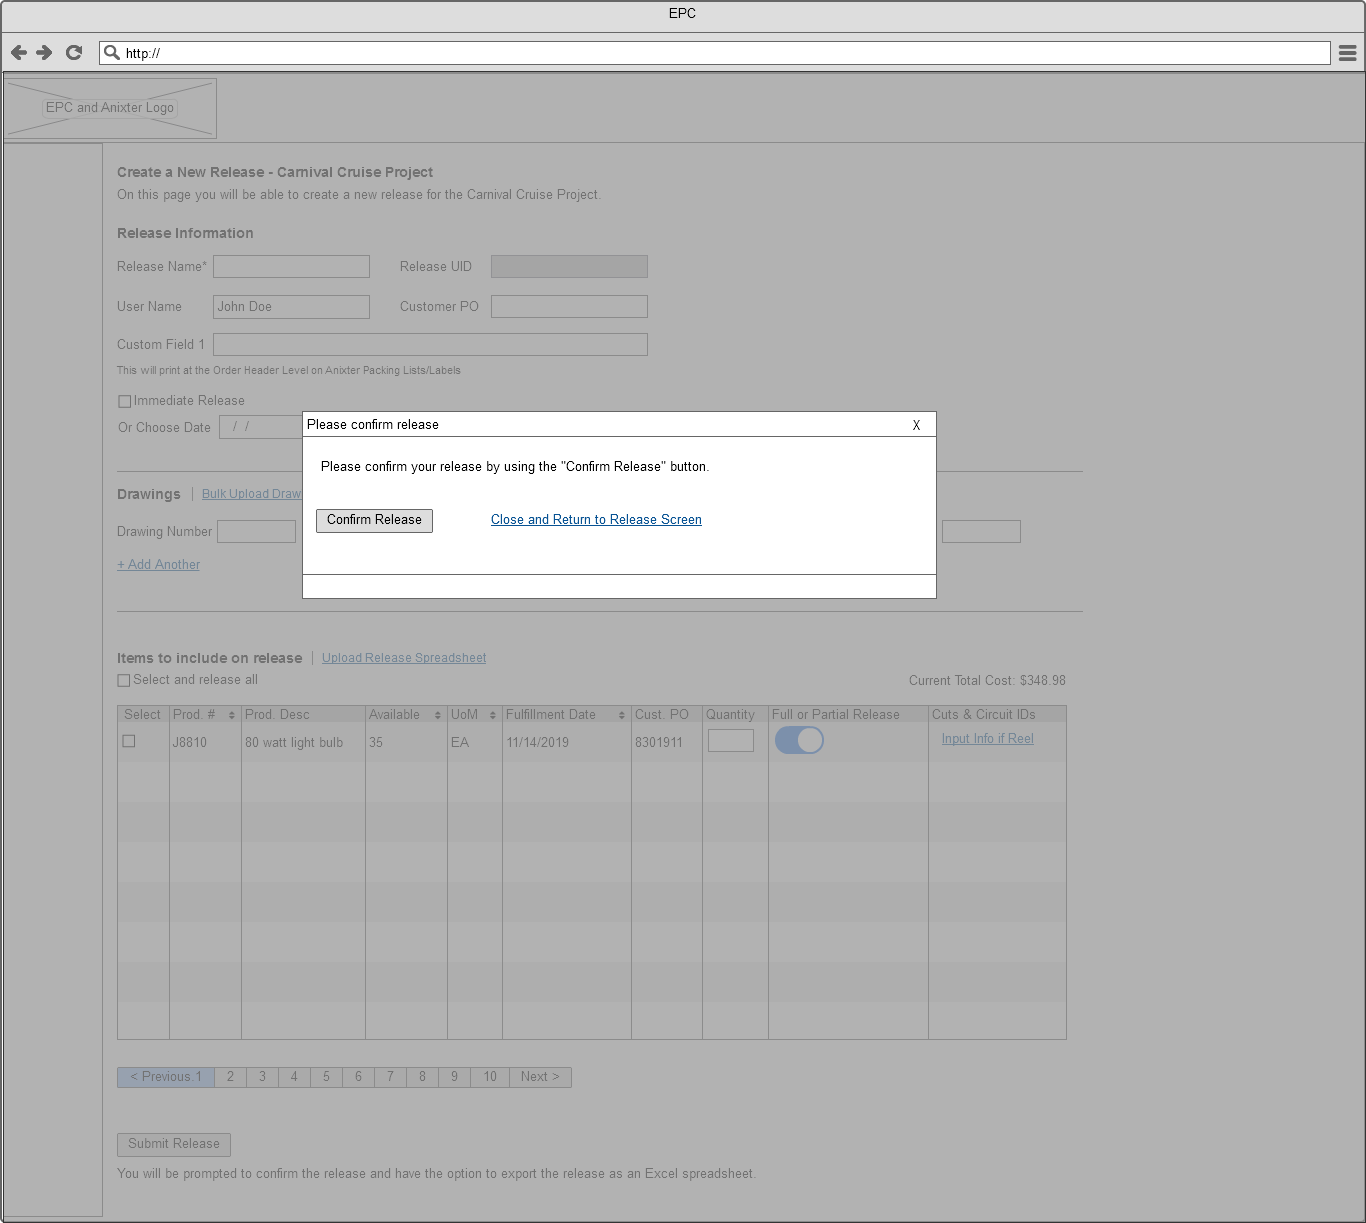 EPC
http://
EPC and Anixter Logo
Create a New Release - Carnival Cruise Project
On this page you will be able to create a new release for the Carnival Cruise Project.
Release Information
Release Name* Release UID
User Name John Doe Customer PO
Custom Field 1
This will print at the Order Header Level on Anixter Packing Lists/Labels
Immediate Release
Or Choose Date / /
Please confirm release X
Please confirm your release by using the "Confirm Release" button.
Confirm Release Close and Return to Release Screen
Drawings Bulk Upload Draw
Drawing Number
+ Add Another
Items to include on release Upload Release Spreadsheet
Select and release all Current Total Cost: $348.98
Select Prod. # Prod. Desc Available UoM Fulfillment Date Cust. PO Quantity Full or Partial Release Cuts & Circuit IDs
J8810 80 watt light bulb 35 EA 11/14/2019 8301911 Input Info if Reel
< Previous.1 2 3 4 5 6 7 8 9 10 Next >
Submit Release
You will be prompted to confirm the release and have the option to export the release as an Excel spreadsheet.